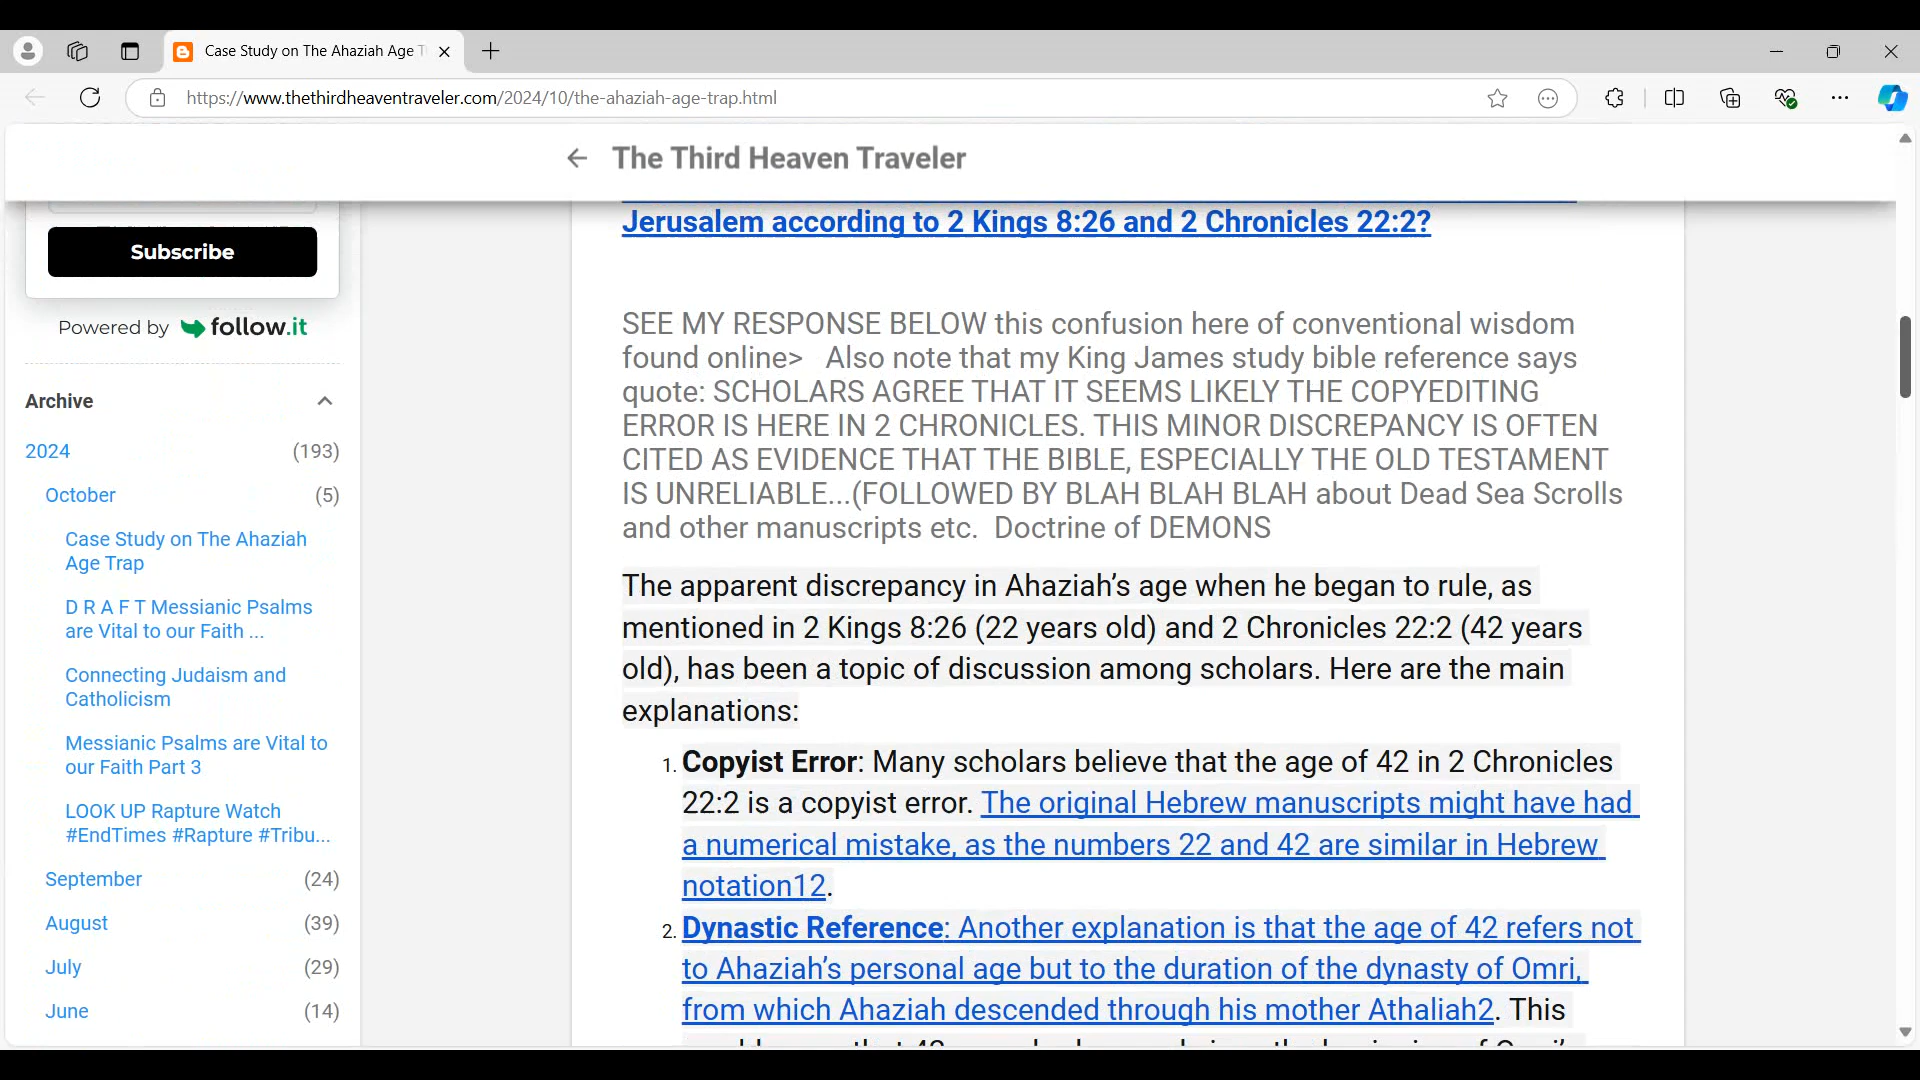 Case Study on The Ahaziah Age T
https://www.thethirdheaventraveler.com/2024/10/the-ahaziah-age-trap.html
The Third Heaven Traveler
Subscribe
Powered by follow.it
Archive
2024 (193)
October (5)
Case Study on The Ahaziah
Age Trap
D R A F T Messianic Psalms
are Vital to our Faith ...
Connecting Judaism and
Catholicism
Messianic Psalms are Vital to
our Faith Part 3
LOOK UP Rapture Watch
#EndTimes #Rapture #Tribu...
September (24)
August (39)
July (29)
June (14)
Jerusalem according to 2 Kings 8:26 and 2 Chronicles 22:2?
SEE MY RESPONSE BELOW this confusion here of conventional wisdom
found online> Also note that my King James study bible reference says
quote: SCHOLARS AGREE THAT IT SEEMS LIKELY THE COPYEDITING
ERROR IS HERE IN 2 CHRONICLES. THIS MINOR DISCREPANCY IS OFTEN
CITED AS EVIDENCE THAT THE BIBLE, ESPECIALLY THE OLD TESTAMENT
IS UNRELIABLE...(FOLLOWED BY BLAH BLAH BLAH about Dead Sea Scrolls
and other manuscripts etc. Doctrine of DEMONS
The apparent discrepancy in Ahaziah’s age when he began to rule, as
mentioned in 2 Kings 8:26 (22 years old) and 2 Chronicles 22:2 (42 years
old), has been a topic of discussion among scholars. Here are the main
explanations:
1. Copyist Error: Many scholars believe that the age of 42 in 2 Chronicles
22:2 is a copyist error. The original Hebrew manuscripts might have had
a numerical mistake, as the numbers 22 and 42 are similar in Hebrew
notation12.
2. Dynastic Reference: Another explanation is that the age of 42 refers not
to Ahaziah’s personal age but to the duration of the dynasty of Omri,
from which Ahaziah descended through his mother Athaliah2. This